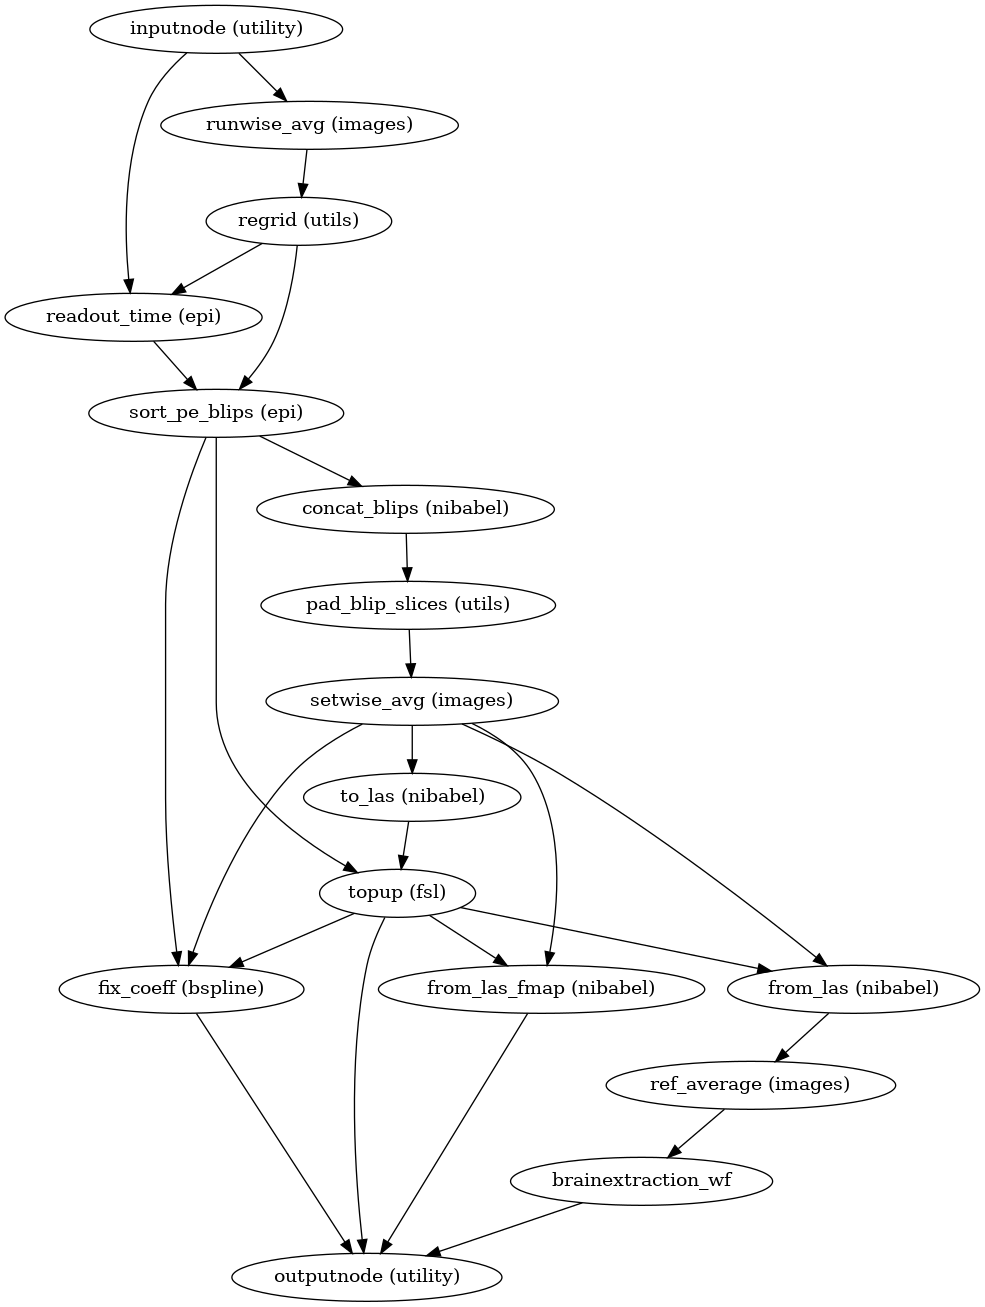 inputnode (utility)
runwise_avg (images)
regrid (utils)
readout_time (epi)
sort_pe_blips (epi)
concat_blips (nibabel)
pad_blip_slices (utils)
setwise_avg (images)
to_las (nibabel)
topup (fsl)
fix_coeff (bspline)
from_las_fmap (nibabel)
from_las (nibabel)
ref_average (images)
brainextraction_wf
outputnode (utility)